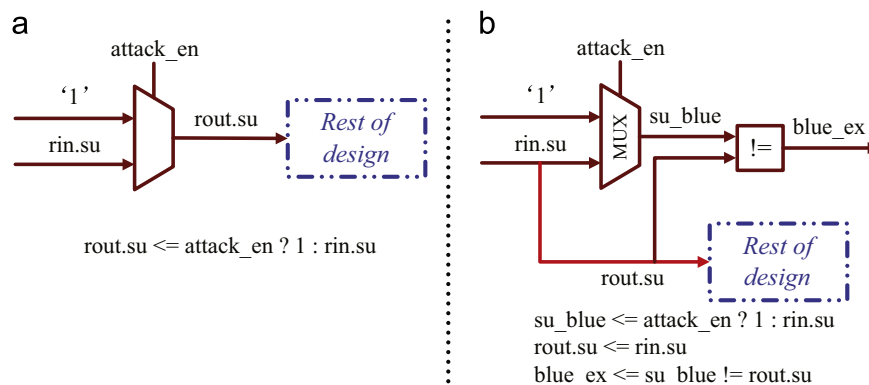 a
attack_en
‘1’
rin.su
rout.su
Rest of
design
rout.su <= attack_en ? 1 : rin.su
b
attack_en
‘1’
rin.su
MUX
su_blue
!=
blue_ex
rout.su
Rest of
design
su_blue <= attack_en ? 1 : rin.su
rout.su <= rin.su
blue_ex <= su_blue != rout.su